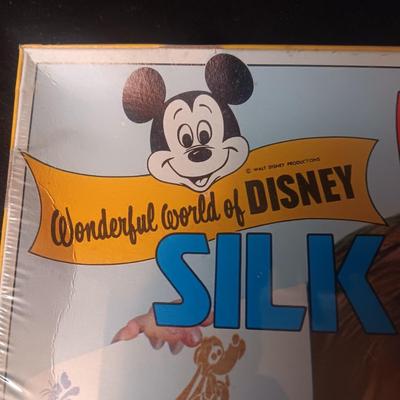 © WALT DISNEY PRODUCTIONS
Wonderful World of DISNEY
SILK